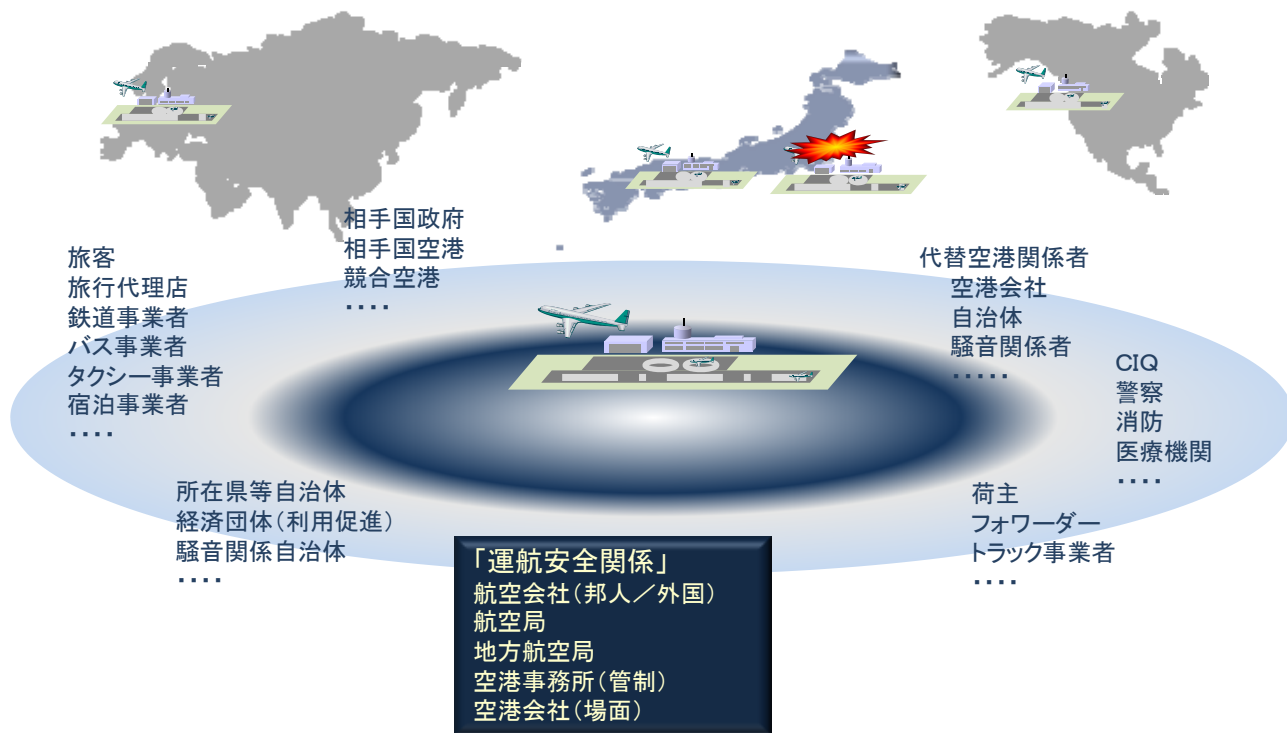 相手国政府
相手国空港
競合空港
････
旅客
旅行代理店
鉄道事業者
バス事業者
タクシー事業者
宿泊事業者
････
代替空港関係者
空港会社
自治体
騒音関係者
･････
CIQ
警察
消防
医療機関
････
所在県等自治体
経済団体(利用促進)
騒音関係自治体
････
荷主
フォワーダー
トラック事業者
････
「運航安全関係」
航空会社(邦人／外国)
航空局
地方航空局
空港事務所(管制)
空港会社(場面)